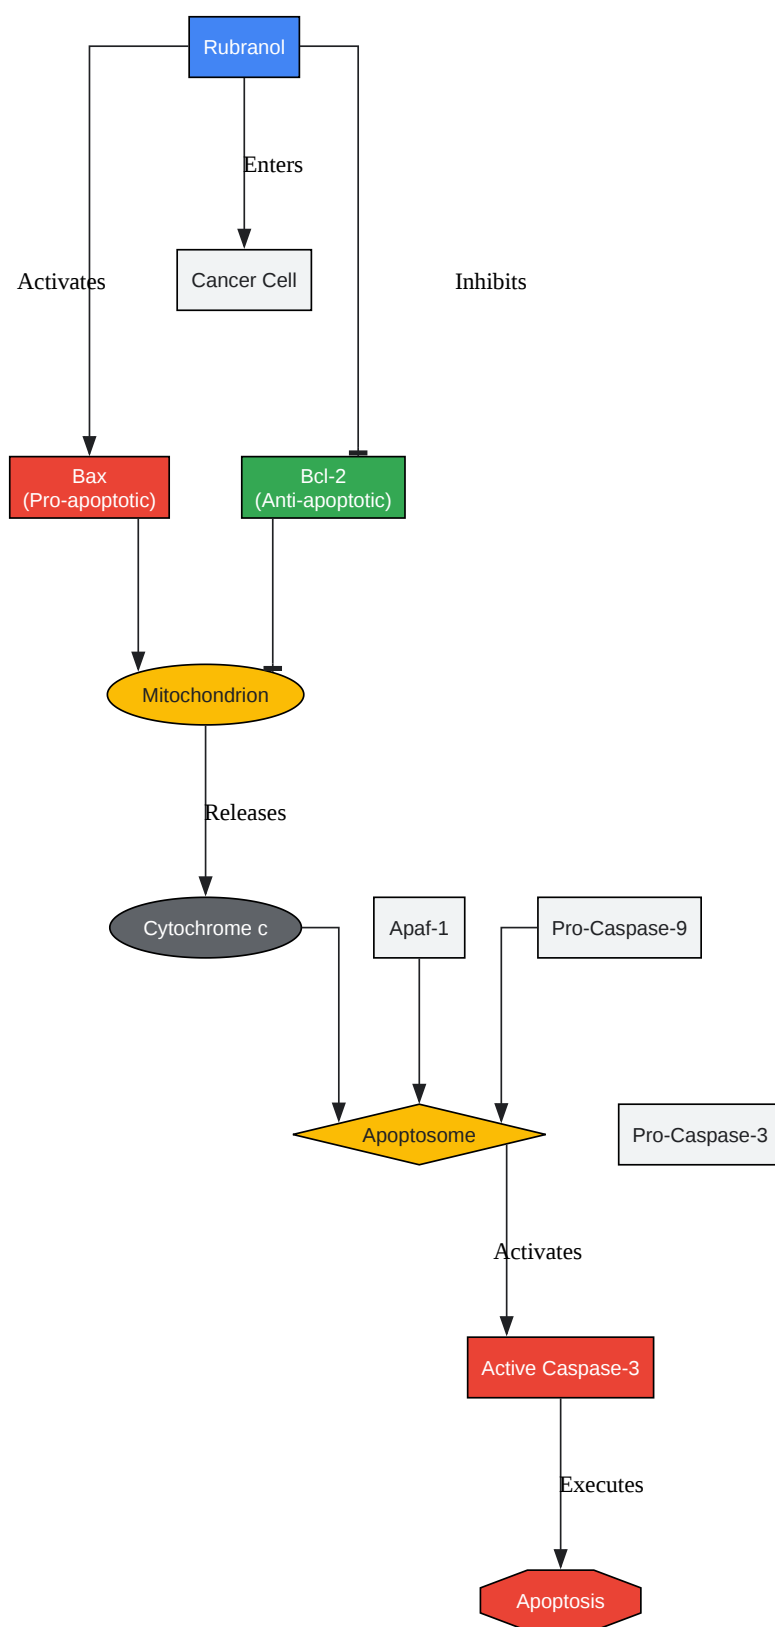 Rubranol
Enters
Cancer Cell
Activates
Inhibits
Bax
(Pro-apoptotic)
Bcl-2
(Anti-apoptotic)
Mitochondrion
Releases
Cytochrome c
Apaf-1
Pro-Caspase-9
Apoptosome
Pro-Caspase-3
Activates
Active Caspase-3
Executes
Apoptosis